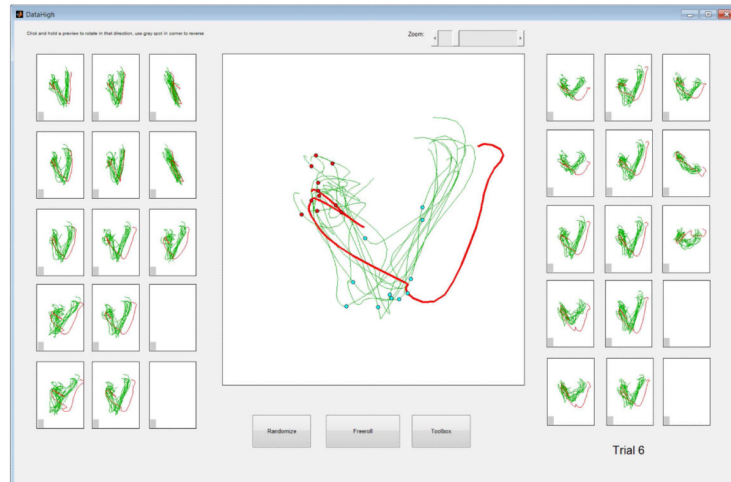 DataHigh
Click and hold a preview to rotate in that direction, use gray spot in corner to reverse
Zoom:
Randomize
Freeroll
Toolbox
Trial 6